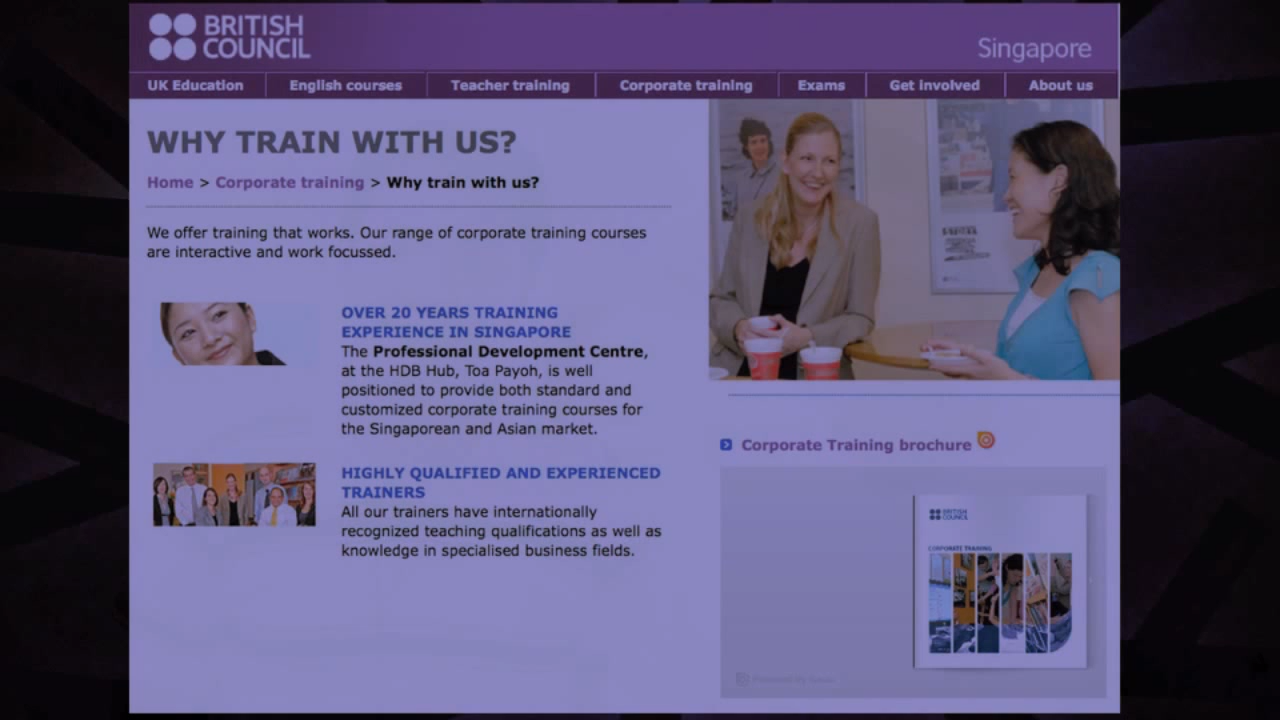 BRITISH
COUNCIL
Singapore
UK Education
English courses
Teacher training
Corporate training
Exams
Get involved
About us
WHY TRAIN WITH US?
Home > Corporate training > Why train with us?
We offer training that works. Our range of corporate training courses
are interactive and work focussed.
OVER 20 YEARS TRAINING
EXPERIENCE IN SINGAPORE
The Professional Development Centre,
at the HDB Hub, Toa Payoh, is well
positioned to provide both standard and
customized corporate training courses for
the Singaporean and Asian market.
HIGHLY QUALIFIED AND EXPERIENCED
TRAINERS
All our trainers have internationally
recognized teaching qualifications as well as
knowledge in specialised business fields.
Corporate Training brochure
BRITISH
COUNCIL
CORPORATE TRAINING